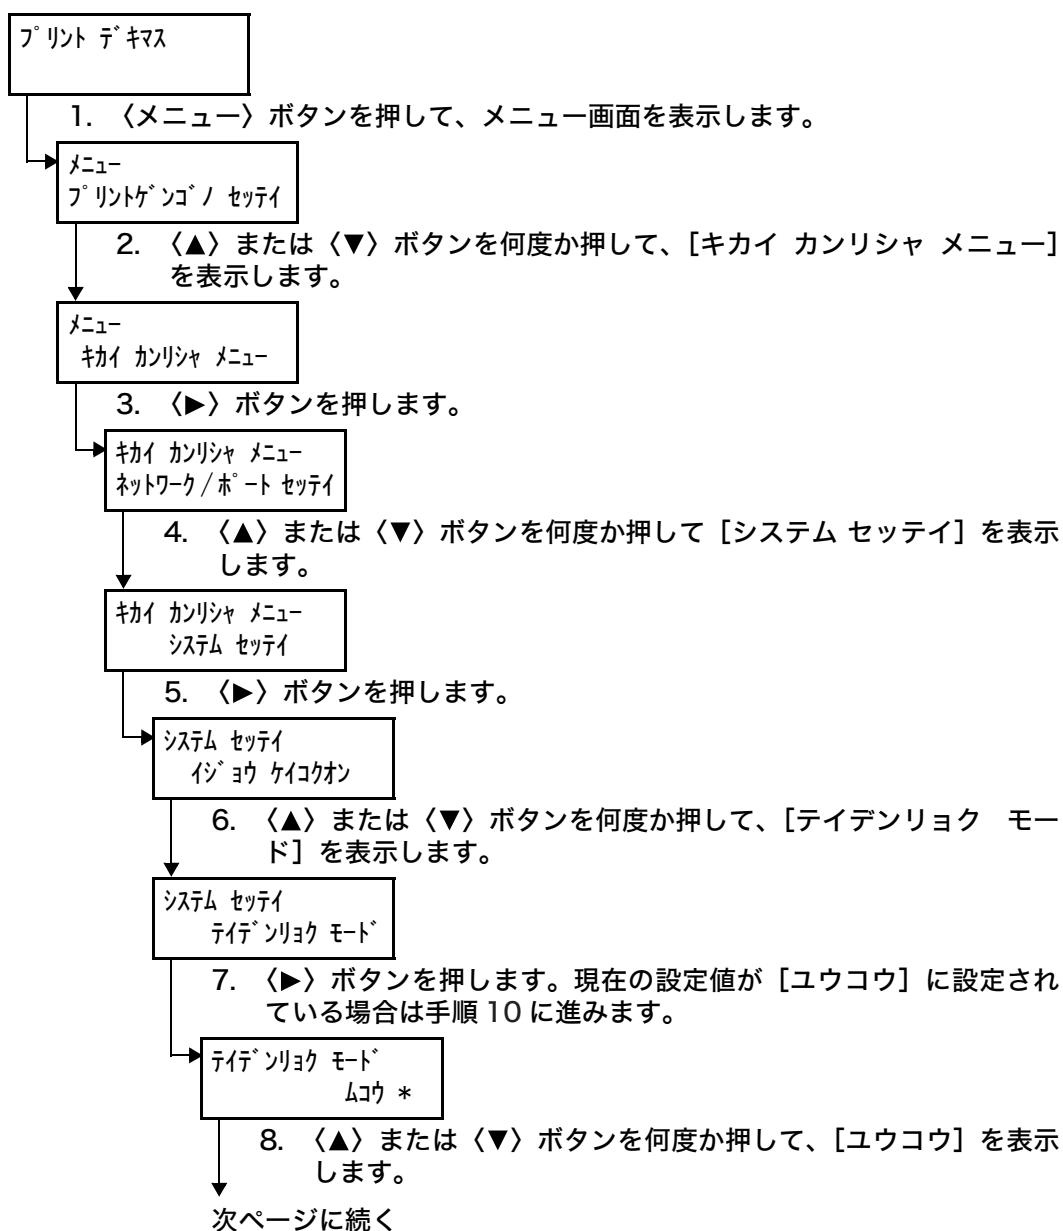 プリント デキマス
1. 〈メニュー〉ボタンを押して、メニュー画面を表示します。
メニュー
プリントゲンゴノ セッテイ
2. 〈▲〉または〈▼〉ボタンを何度か押して、[キカイ カンリシャ メニュー]
を表示します。
メニュー
キカイ カンリシャ メニュー
3. 〈▶〉ボタンを押します。
キカイ カンリシャ メニュー
ネットワーク/ポート セッテイ
4. 〈▲〉または〈▼〉ボタンを何度か押して[システム セッテイ]を表示
します。
キカイ カンリシャ メニュー
システム セッテイ
5. 〈▶〉ボタンを押します。
システム セッテイ
イジョウ ケイコクオン
6. 〈▲〉または〈▼〉ボタンを何度か押して、[テイデンリョク モー
ド]を表示します。
システム セッテイ
テイデンリョク モード
7. 〈▶〉ボタンを押します。現在の設定値が[ユウコウ]に設定され
ている場合は手順 10 に進みます。
テイデンリョク モード
ムコウ *
8. 〈▲〉または〈▼〉ボタンを何度か押して、[ユウコウ]を表示
します。
次ページに続く